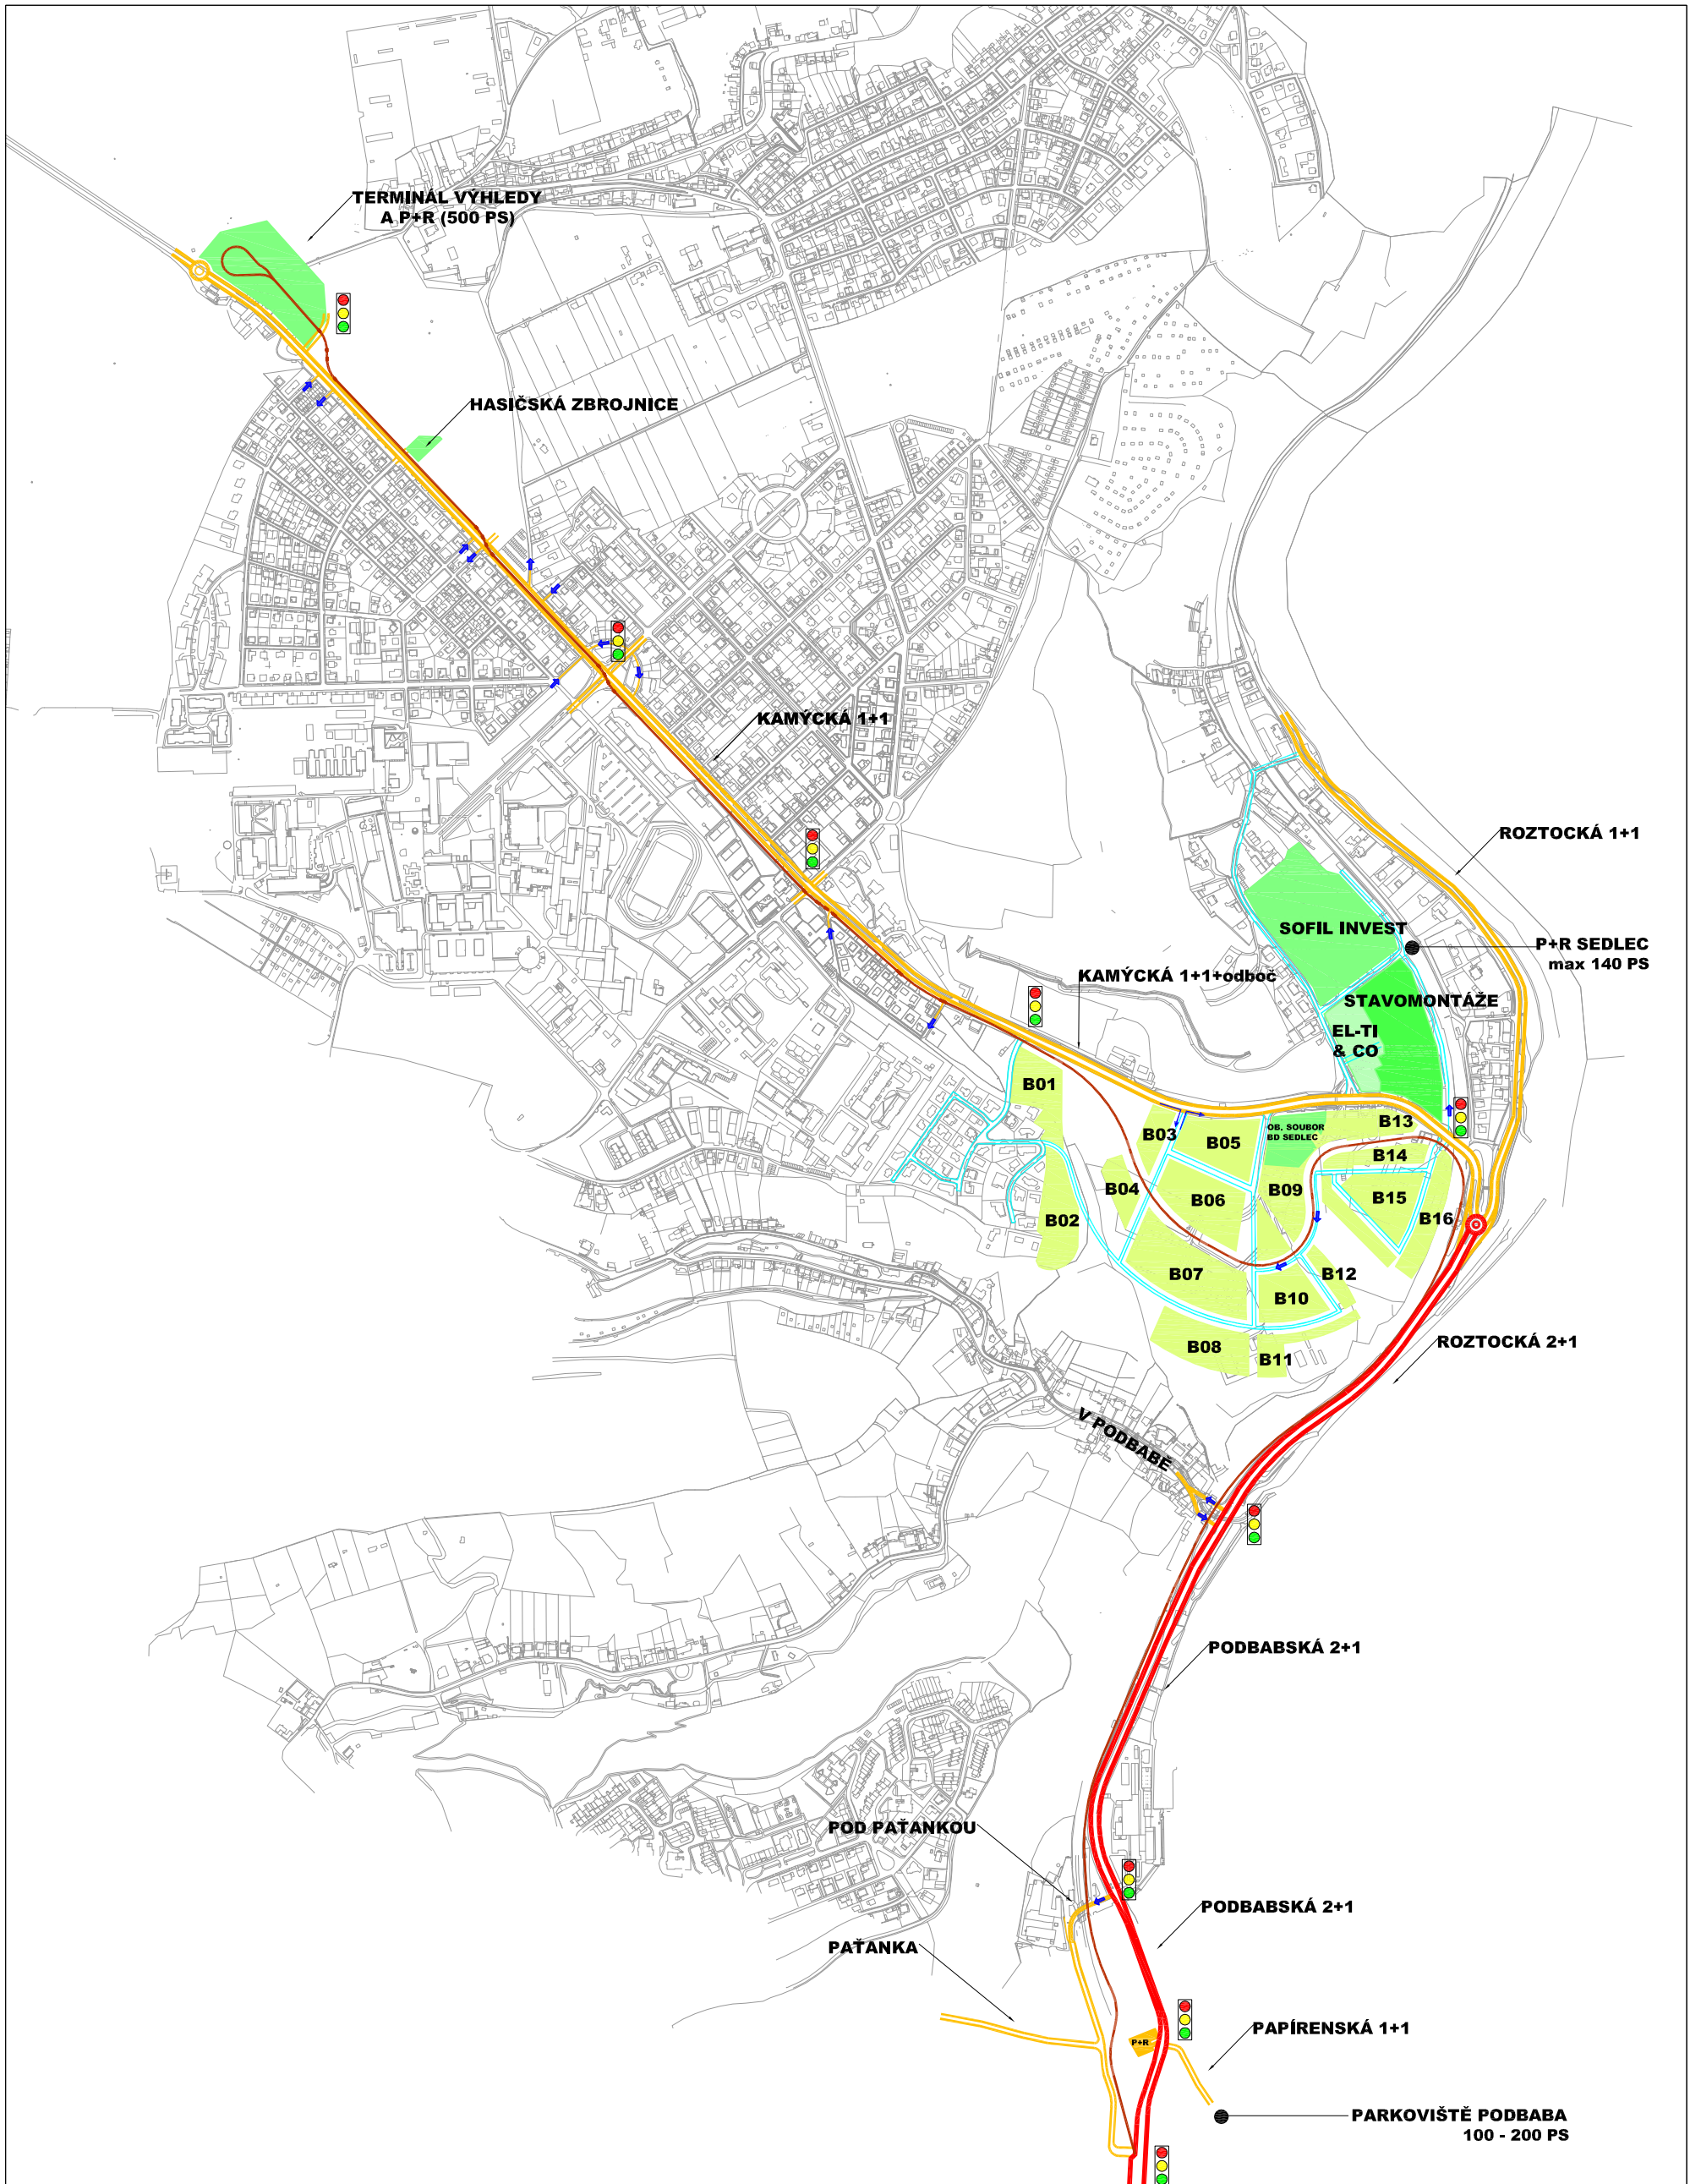 TERMINÁL VÝHLEDY
A P+R (500 PS)
HASIČSKÁ ZBROJNICE
KAMÝCKÁ 1+1
ROZTOCKÁ 1+1
SOFIL INVEST
P+R SEDLEC
max 140 PS
KAMÝCKÁ 1+1+odboč
STAVOMONTÁŽE
EL-TI
& CO
B01
B03
B05
OB. SOUBOR
BD SEDLEC
B13
B14
B04
B06
B09
B15
B02
B16
B07
B12
B10
B08
B11
ROZTOCKÁ 2+1
V PODBABĚ
PODBABSKÁ 2+1
POD PAŤANKOU
PODBABSKÁ 2+1
PAŤANKA
PAPÍRENSKÁ 1+1
P+R
PARKOVIŠTĚ PODBABA
100 - 200 PS